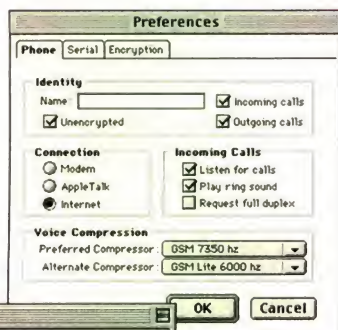 Preferences
Phone Serial Encryption
Identity
Name: Incoming calls
Unencrypted Outgoing calls
Connection Incoming Calls
Modem Listen for calls
AppleTalk Play ring sound
Internet Request full duplex
Voice Compression
Preferred Compressor: GSM 7350 hz
Alternate Compressor: GSM Lite 6000 hz
OK Cancel